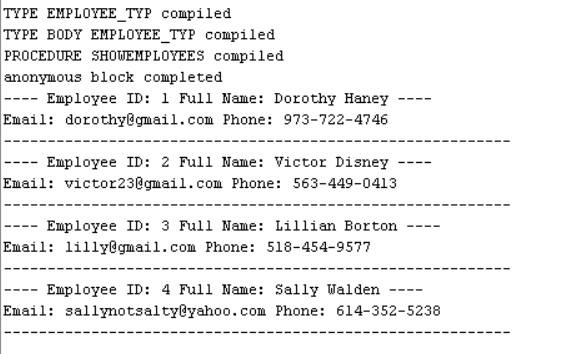 TYPE EMPLOYEE_TYP compiled
TYPE BODY EMPLOYEE_TYP compiled
PROCEDURE SHOWEMPLOYEES compiled
anonymous block completed
---- Employee ID: 1 Full Name: Dorothy Haney ----
Email: dorothy@gmail.com Phone: 973-722-4746
----------------------------------------------------------
---- Employee ID: 2 Full Name: Victor Disney ----
Email: victor23@gmail.com Phone: 563-449-0413
----------------------------------------------------------
---- Employee ID: 3 Full Name: Lillian Borton ----
Email: lilly@gmail.com Phone: 518-454-9577
----------------------------------------------------------
---- Employee ID: 4 Full Name: Sally Walden ----
Email: sallynotsalty@yahoo.com Phone: 614-352-5238
----------------------------------------------------------